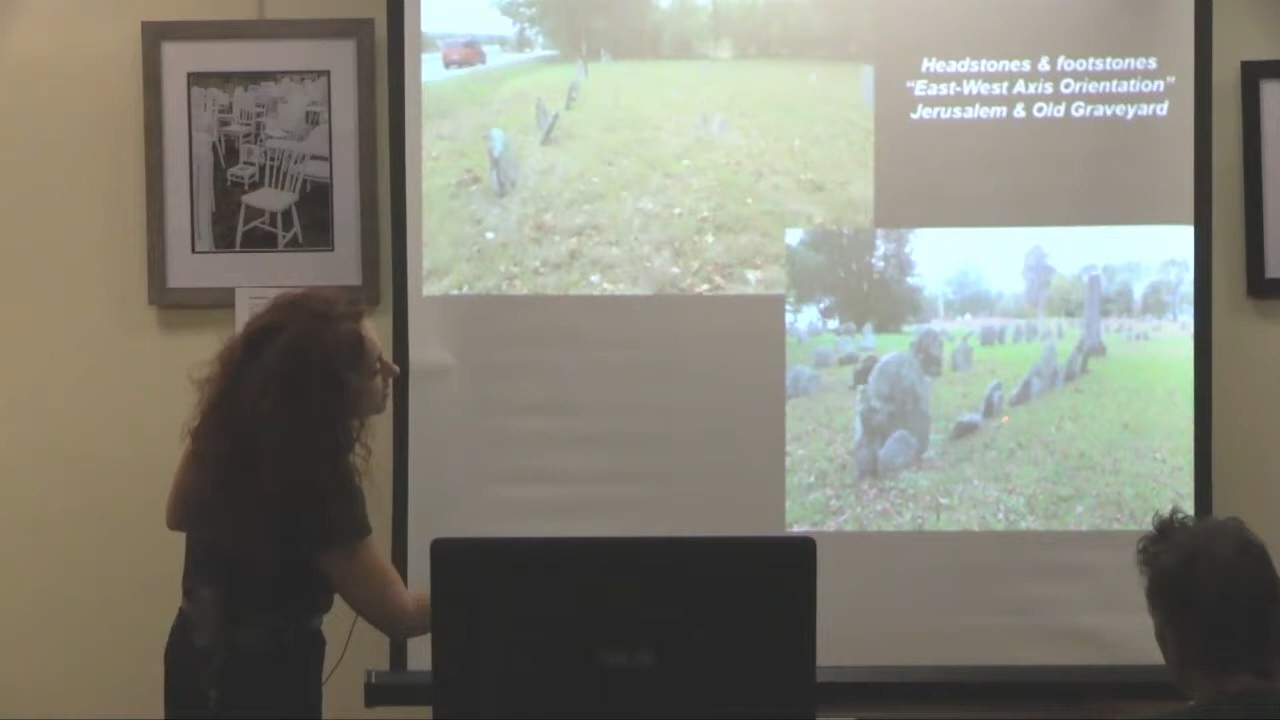 Headstones & footstones
“East-West Axis Orientation”
Jerusalem & Old Graveyard